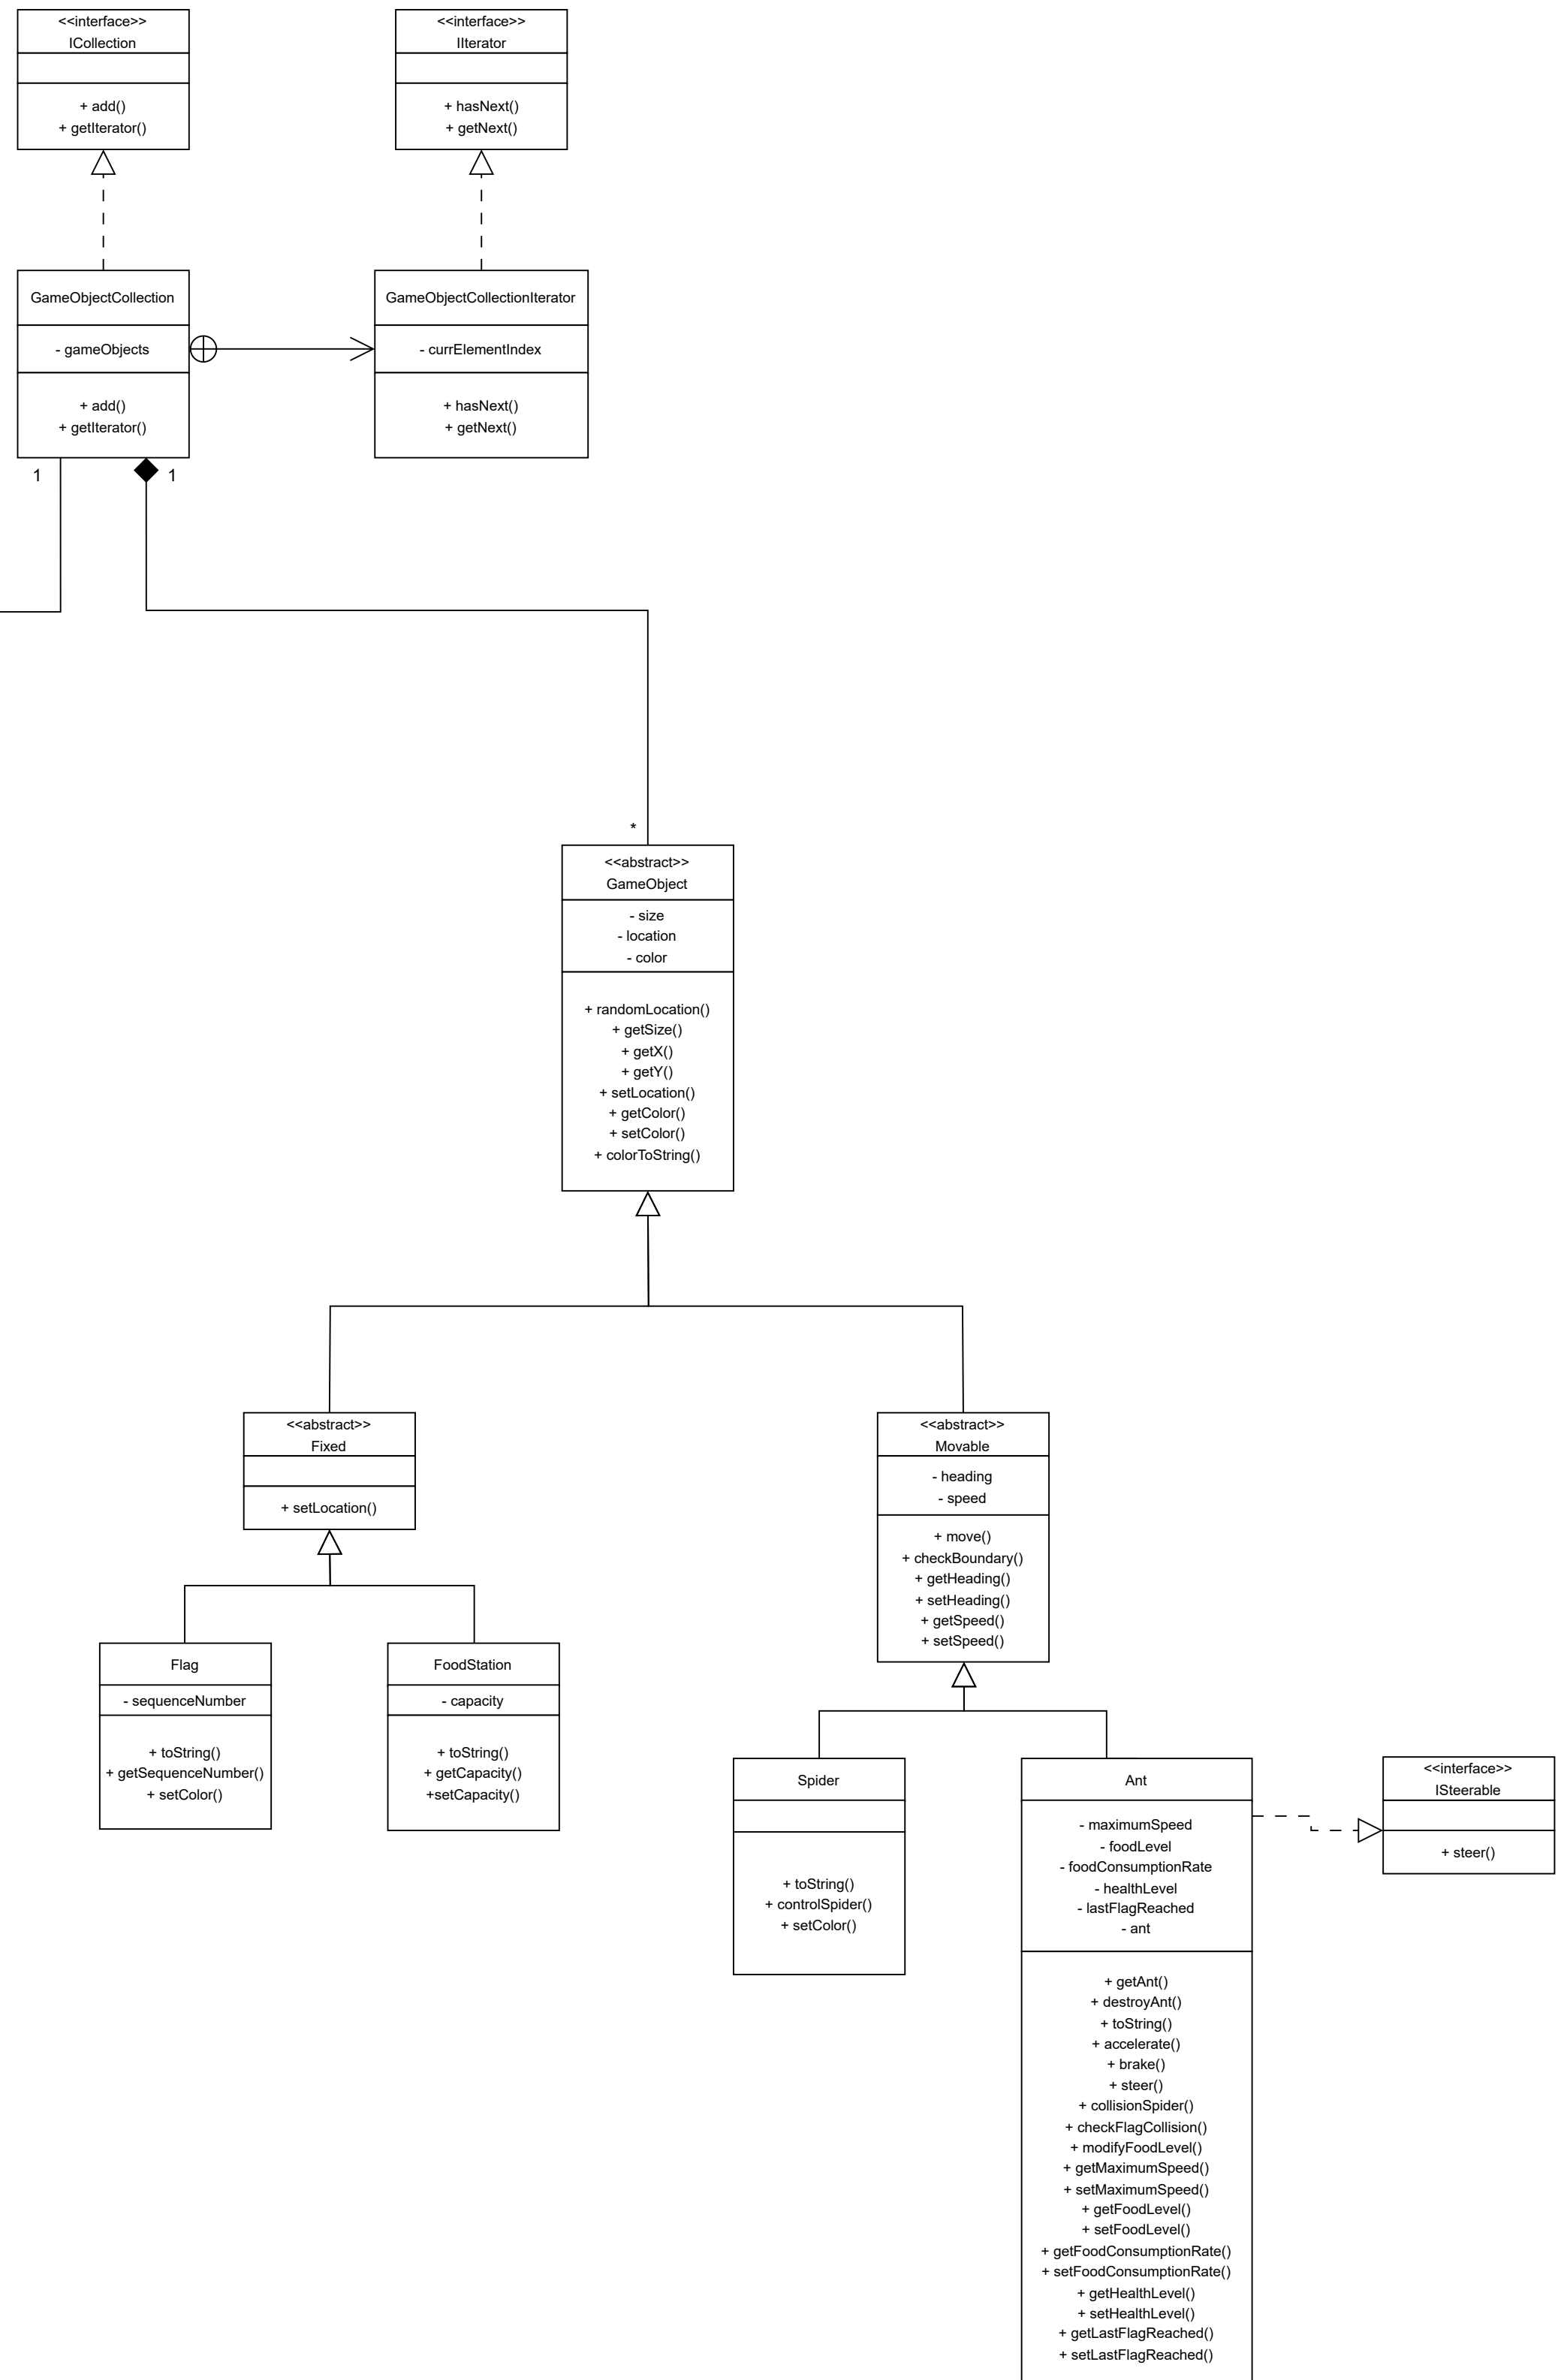 <<interface>>
ICollection
+ add()
+ getIterator()
<<interface>>
IIterator
+ hasNext()
+ getNext()
GameObjectCollection
- gameObjects
+ add()
+ getIterator()
GameObjectCollectionIterator
- currElementIndex
+ hasNext()
+ getNext()
1
1
*
<<abstract>>
GameObject
- size
- location
- color
+ randomLocation()
+ getSize()
+ getX()
+ getY()
+ setLocation()
+ getColor()
+ setColor()
+ colorToString()
<<abstract>>
Fixed
+ setLocation()
<<abstract>>
Movable
- heading
- speed
+ move()
+ checkBoundary()
+ getHeading()
+ setHeading()
+ getSpeed()
+ setSpeed()
Flag
- sequenceNumber
+ toString()
+ getSequenceNumber()
+ setColor()
FoodStation
- capacity
+ toString()
+ getCapacity()
+setCapacity()
Spider
+ toString()
+ controlSpider()
+ setColor()
Ant
- maximumSpeed
- foodLevel
- foodConsumptionRate
- healthLevel
- lastFlagReached
- ant
+ getAnt()
+ destroyAnt()
+ toString()
+ accelerate()
+ brake()
+ steer()
+ collisionSpider()
+ checkFlagCollision()
+ modifyFoodLevel()
+ getMaximumSpeed()
+ setMaximumSpeed()
+ getFoodLevel()
+ setFoodLevel()
+ getFoodConsumptionRate()
+ setFoodConsumptionRate()
+ getHealthLevel()
+ setHealthLevel()
+ getLastFlagReached()
+ setLastFlagReached()
<<interface>>
ISteerable
+ steer()